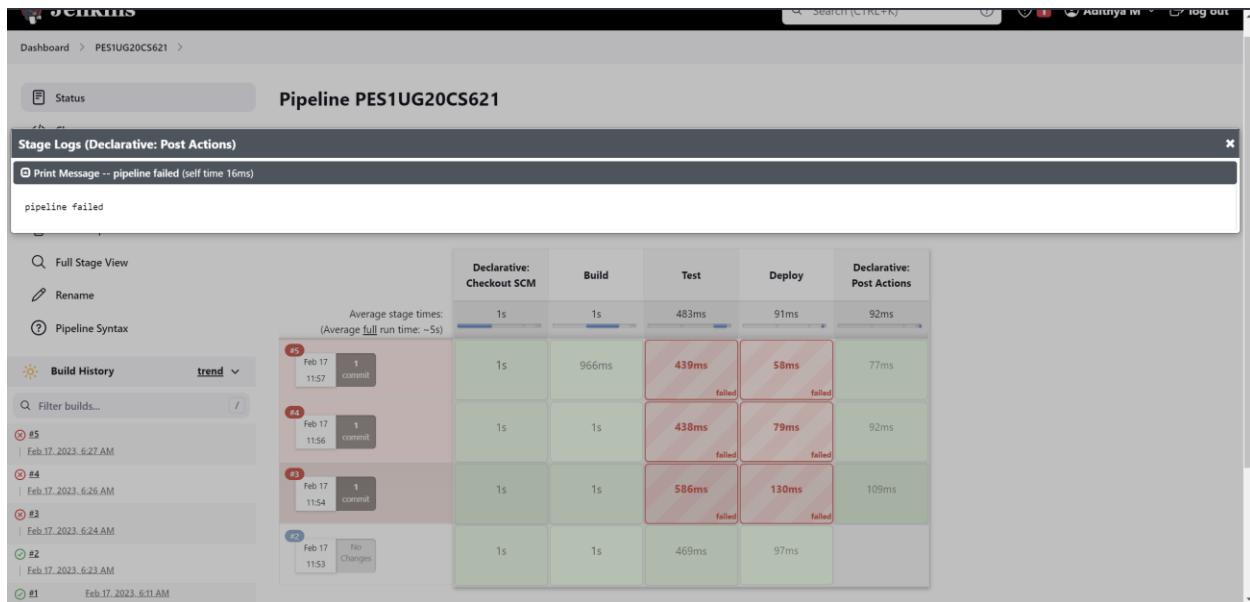 Jenkins
Search (CTRL+K)
Adithya M
log out
Dashboard > PES1UG20CS621 >
Status
Pipeline PES1UG20CS621
Stage Logs (Declarative: Post Actions)
Print Message -- pipeline failed (self time 16ms)
pipeline failed
Full Stage View
Rename
Pipeline Syntax
Declarative: Checkout SCM
Build
Test
Deploy
Declarative: Post Actions
Average stage times:
(Average full run time: ~5s)
1s
1s
483ms
91ms
92ms
Build History
trend
Filter builds...
/
#5
Feb 17, 2023, 6:27 AM
#4
Feb 17, 2023, 6:26 AM
#3
Feb 17, 2023, 6:24 AM
#2
Feb 17, 2023, 6:23 AM
#1 Feb 17, 2023, 6:11 AM
#5
Feb 17
11:57
1
commit
1s
966ms
439ms
failed
58ms
failed
77ms
#4
Feb 17
11:56
1
commit
1s
1s
438ms
failed
79ms
failed
92ms
#3
Feb 17
11:54
1
commit
1s
1s
586ms
failed
130ms
failed
109ms
#2
Feb 17
11:53
No
Changes
1s
1s
469ms
97ms